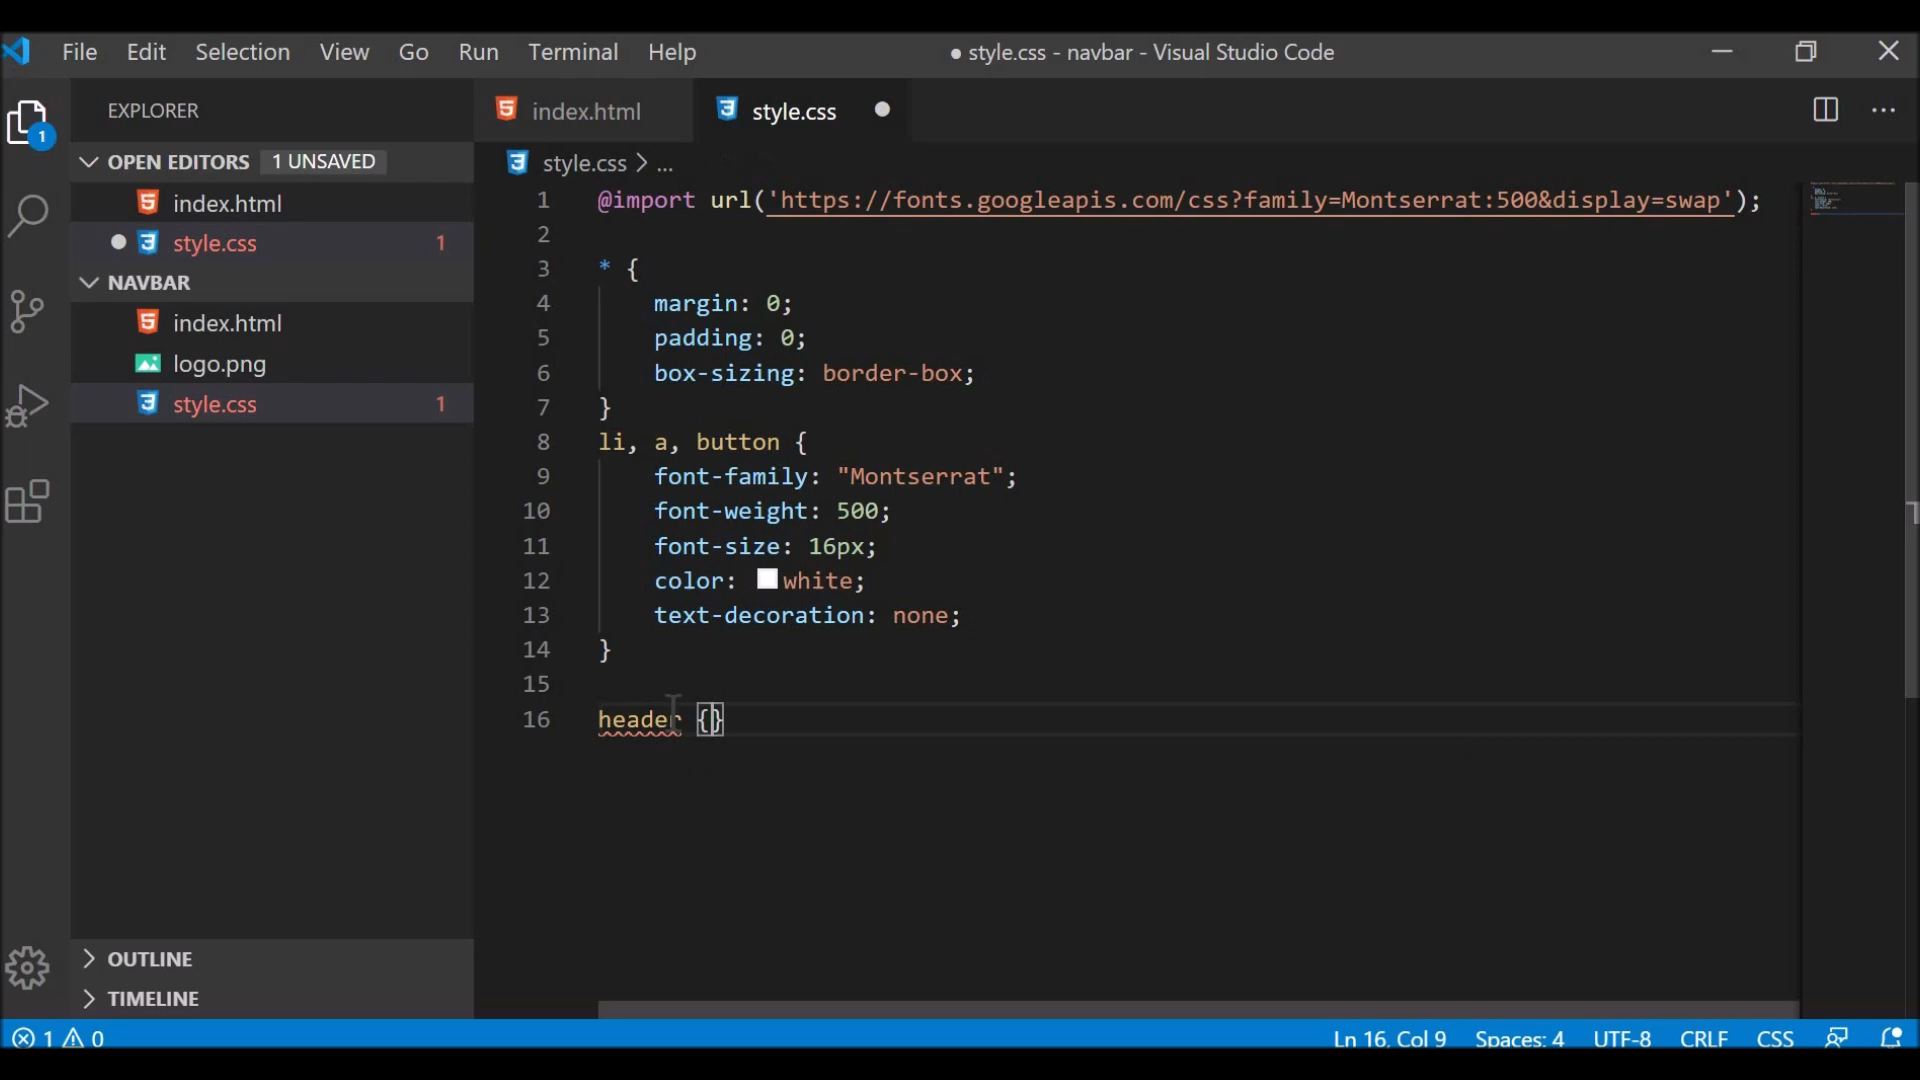 File Edit Selection View Go Run Terminal Help
● style.css - navbar - Visual Studio Code
EXPLORER
OPEN EDITORS 1 UNSAVED
index.html
style.css 1
NAVBAR
index.html
logo.png
style.css 1
OUTLINE
TIMELINE
index.html style.css
style.css > ...
1 @import url('https://fonts.googleapis.com/css?family=Montserrat:500&display=swap');
2
3 * {
4 margin: 0;
5 padding: 0;
6 box-sizing: border-box;
7 }
8 li, a, button {
9 font-family: "Montserrat";
10 font-weight: 500;
11 font-size: 16px;
12 color: white;
13 text-decoration: none;
14 }
15
16 header {}
1 0 Ln 16, Col 9 Spaces: 4 UTF-8 CRLF CSS